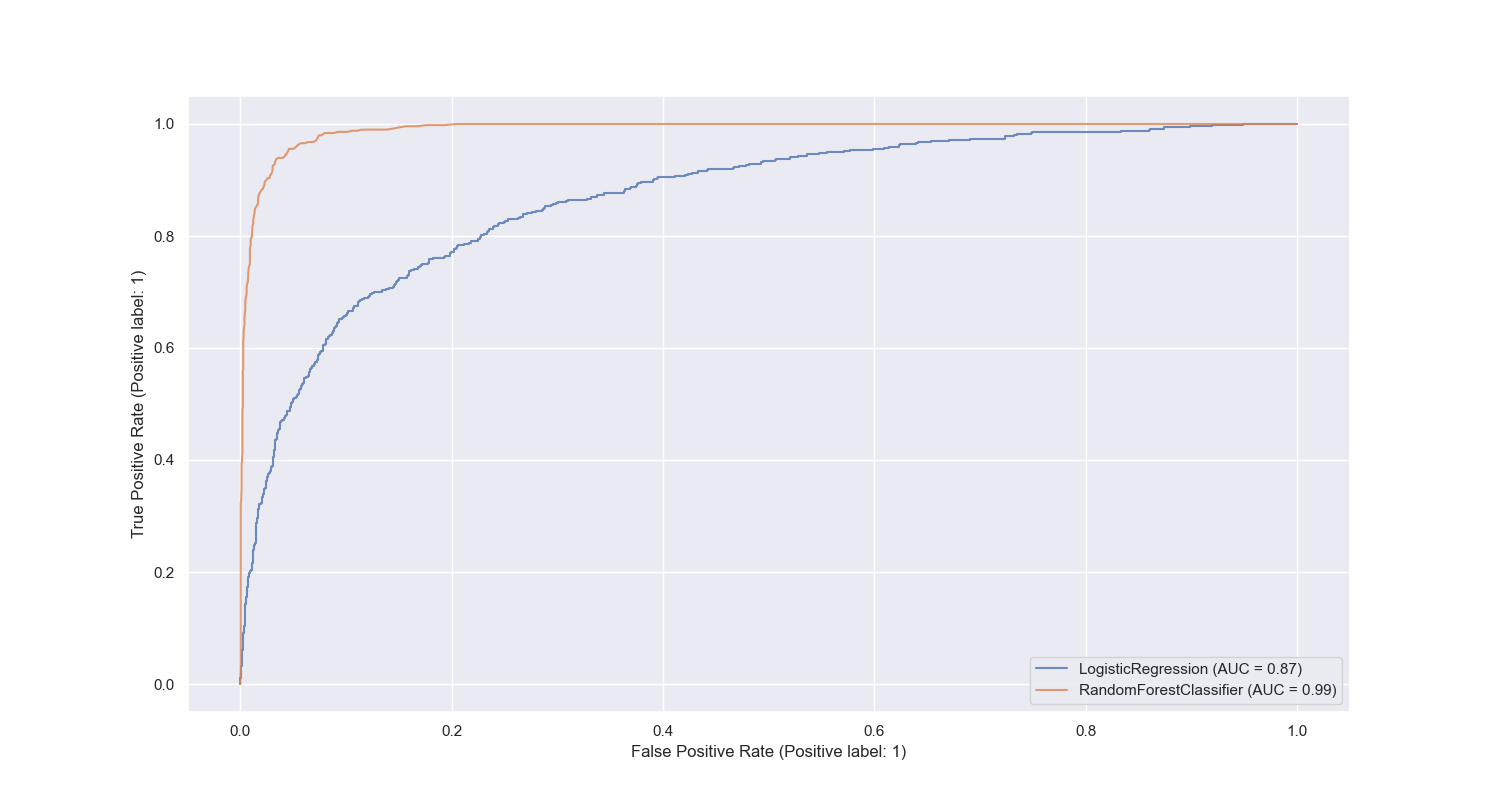 1.0
0.8
0.6
0.4
0.2
0.0
True Positive Rate (Positive label: 1)
LogisticRegression (AUC = 0.87)
RandomForestClassifier (AUC = 0.99)
0.0 0.2 0.4 0.6 0.8 1.0
False Positive Rate (Positive label: 1)